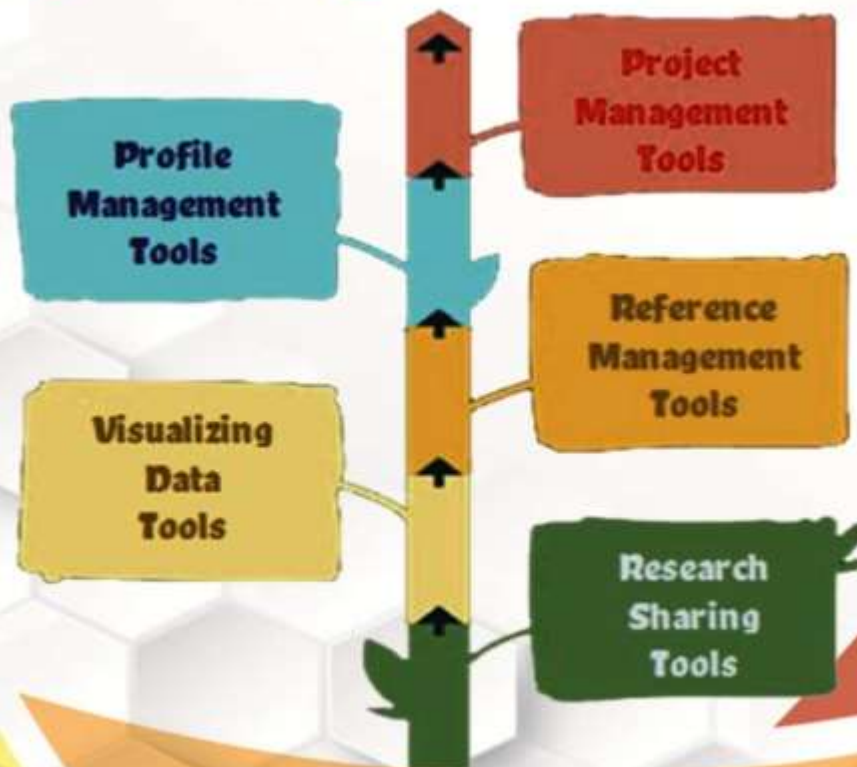 Project
Management
Tools
Profile
Management
Tools
Reference
Management
Tools
Visualizing
Data
Tools
Research
Sharing
Tools